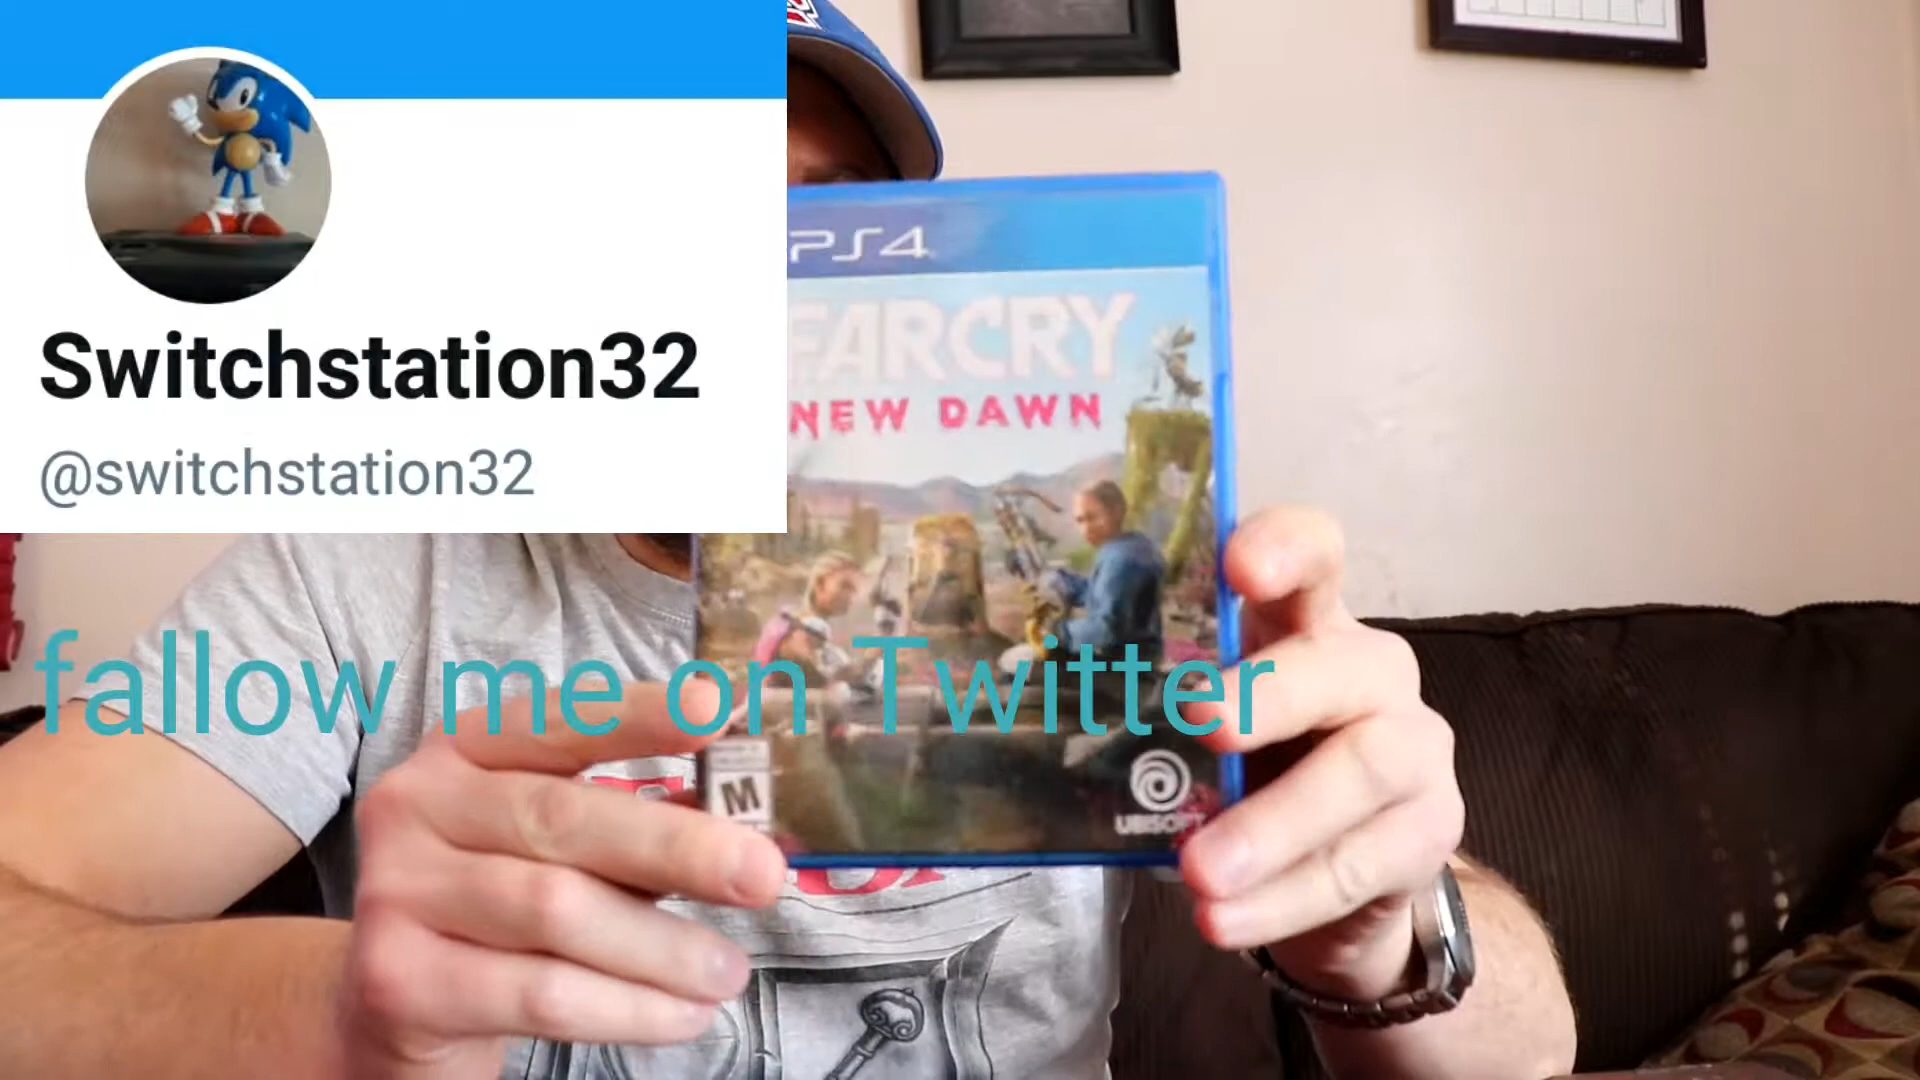 Switchstation32
@switchstation32
PS4
FARCRY
NEW DAWN
fallow me on Twitter
M
UBISOFT